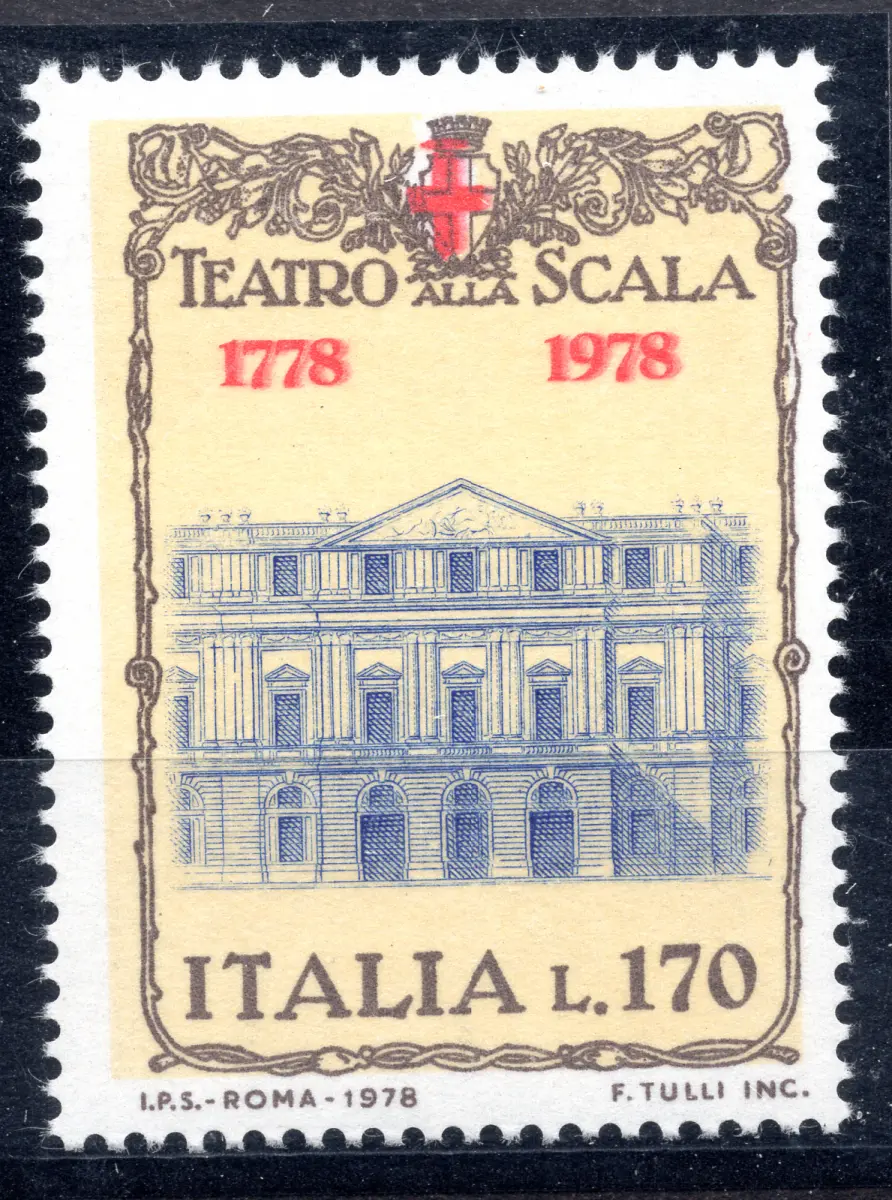 TEATRO ALLA SCALA
1778 1978
ITALIA L.170
I.P.S.-ROMA-1978 F. TULLI INC.